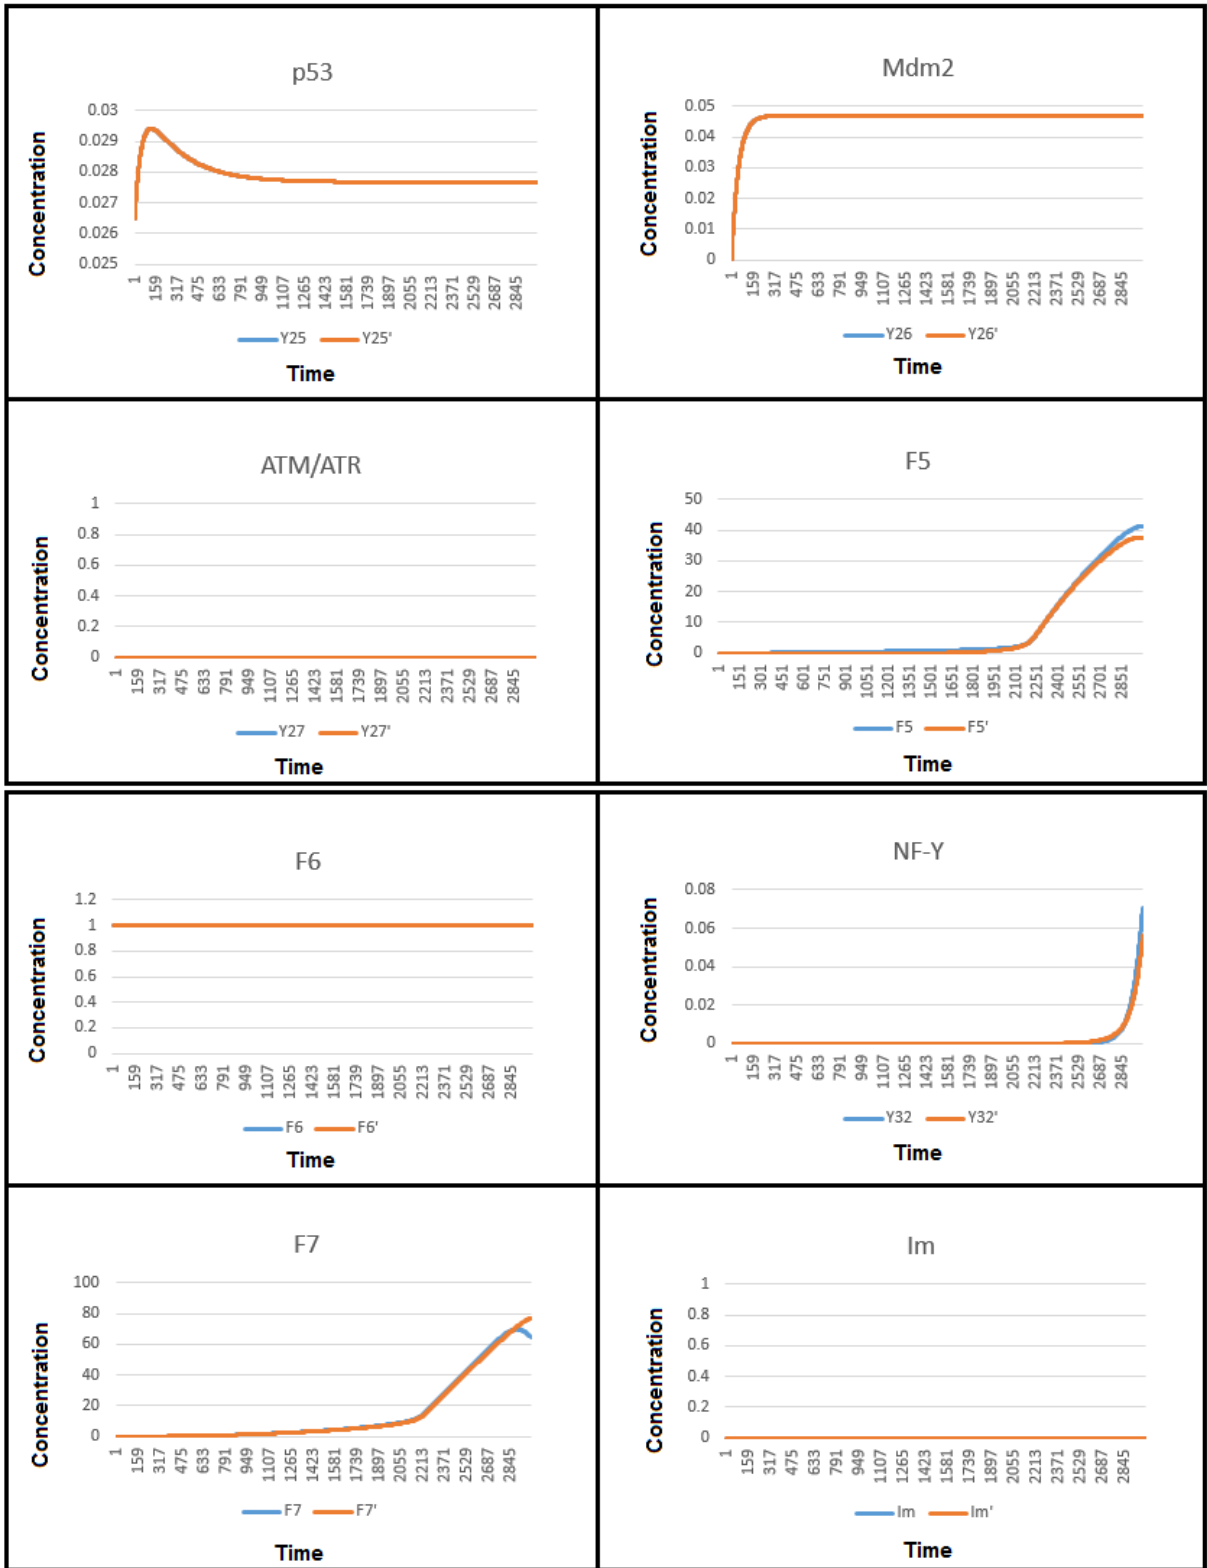 p53
Concentration
0.03
0.029
0.028
0.027
0.026
0.025
1 159 317 475 633 791 949 1107 1265 1423 1581 1739 1897 2055 2213 2371 2529 2687 2845
Y25 Y25'
Time
Mdm2
Concentration
0.05
0.04
0.03
0.02
0.01
0
1 159 317 475 633 791 949 1107 1265 1423 1581 1739 1897 2055 2213 2371 2529 2687 2845
Y26 Y26'
Time
ATM/ATR
Concentration
1
0.8
0.6
0.4
0.2
0
1 159 317 475 633 791 949 1107 1265 1423 1581 1739 1897 2055 2213 2371 2529 2687 2845
Y27 Y27'
Time
F5
Concentration
50
40
30
20
10
0
1 151 301 451 601 751 901 1051 1201 1351 1501 1651 1801 1951 2101 2251 2401 2551 2701 2851
F5 F5'
Time
F6
Concentration
1.2
1
0.8
0.6
0.4
0.2
0
1 159 317 475 633 791 949 1107 1265 1423 1581 1739 1897 2055 2213 2371 2529 2687 2845
F6 F6'
Time
NF-Y
Concentration
0.08
0.06
0.04
0.02
0
1 159 317 475 633 791 949 1107 1265 1423 1581 1739 1897 2055 2213 2371 2529 2687 2845
Y32 Y32'
Time
F7
Concentration
100
80
60
40
20
0
1 159 317 475 633 791 949 1107 1265 1423 1581 1739 1897 2055 2213 2371 2529 2687 2845
F7 F7'
Time
Im
Concentration
1
0.8
0.6
0.4
0.2
0
1 159 317 475 633 791 949 1107 1265 1423 1581 1739 1897 2055 2213 2371 2529 2687 2845
Im Im'
Time